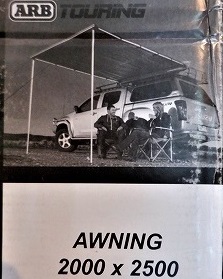 ARB TOURING
AWNING
2000 x 2500